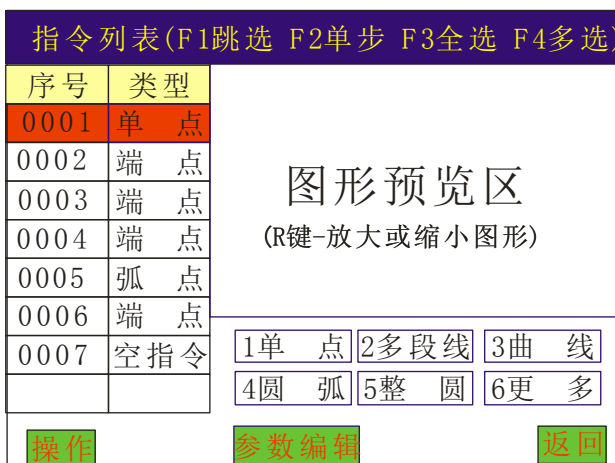 指令列表(F1跳选 F2单步 F3全选 F4多选)
序号 类型
0001 单 点
0002 端 点
0003 端 点
0004 端 点
0005 弧 点
0006 端 点
0007 空指令
图形预览区
(R键-放大或缩小图形)
1单 点 2多段线 3曲 线
4圆 弧 5整 圆 6更 多
操作 参数编辑 返回